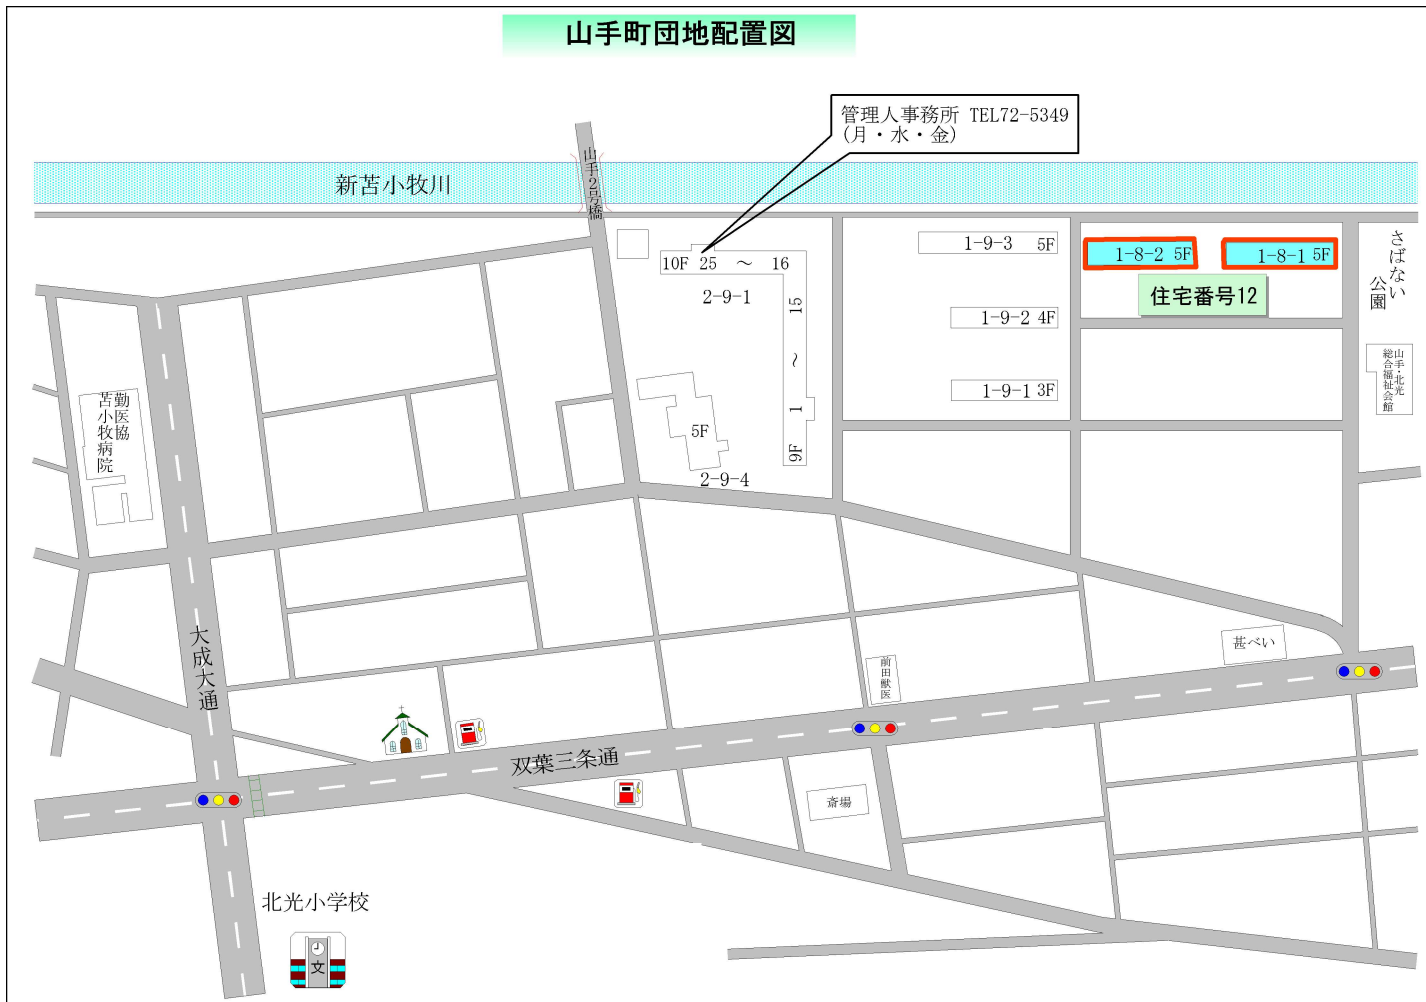 山手町団地配置図
管理人事務所 TEL72-5349
(月・水・金)
新苫小牧川
山手2号橋
10F 25 ～ 16
2-9-1
15 ～ 1 9F
5F
2-9-4
1-9-3 5F
1-9-2 4F
1-9-1 3F
1-8-2 5F
1-8-1 5F
住宅番号12
さばない
公園
山手・北光
総合福祉会館
勤医協
苫小牧病院
大成大通
双葉三条通
前田獣医
甚べい
斎場
北光小学校
文